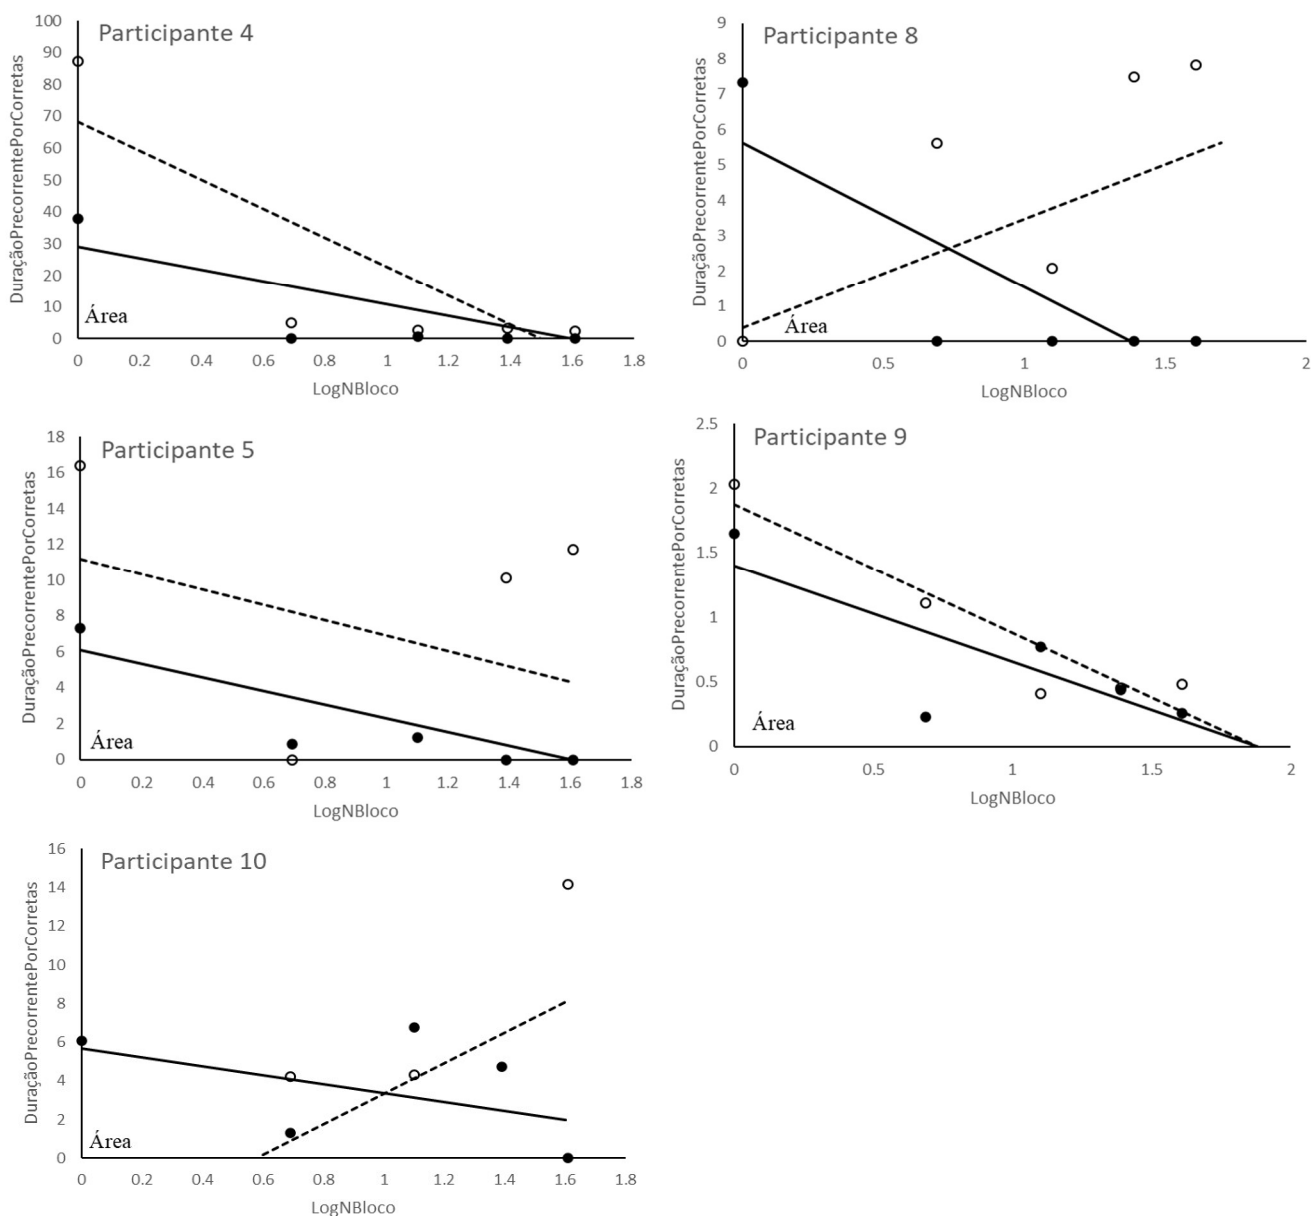 Participante 4
DuraçãoPrecorrentePorCorretas
100
90
80
70
60
50
40
30
20
10
0
Área
0 0.2 0.4 0.6 0.8 1 1.2 1.4 1.6 1.8
LogNBloco
Participante 8
DuraçãoPrecorrentePorCorretas
9
8
7
6
5
4
3
2
1
0
Área
0 0.5 1 1.5 2
LogNBloco
Participante 5
DuraçãoPrecorrentePorCorretas
18
16
14
12
10
8
6
4
2
0
Área
0 0.2 0.4 0.6 0.8 1 1.2 1.4 1.6 1.8
LogNBloco
Participante 9
DuraçãoPrecorrentePorCorretas
2.5
2
1.5
1
0.5
0
Área
0 0.5 1 1.5 2
LogNBloco
Participante 10
DuraçãoPrecorrentePorCorretas
16
14
12
10
8
6
4
2
0
Área
0 0.2 0.4 0.6 0.8 1 1.2 1.4 1.6 1.8
LogNBloco